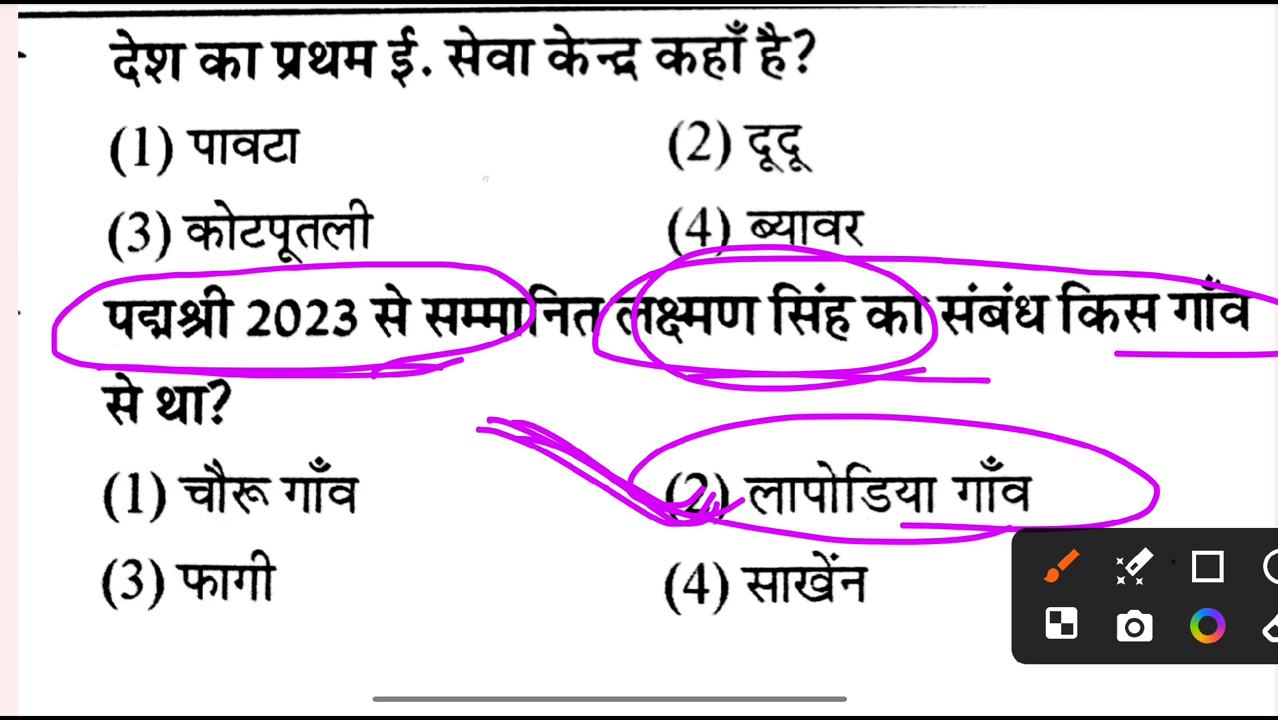 देश का प्रथम ई. सेवा केन्द्र कहाँ है?
(1) पावटा (2) दूदू
(3) कोटपूतली (4) ब्यावर
पद्मश्री 2023 से सम्मानित लक्ष्मण सिंह का संबंध किस गाँव
से था?
(1) चौरू गाँव (2) लापोडिया गाँव
(3) फागी (4) साखेंन